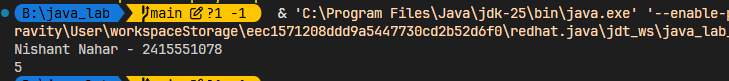 B:\java_lab main ?1 -1 & 'C:\Program Files\Java\jdk-25\bin\java.exe' '--enable-p
ravity\User\workspaceStorage\eec1571208ddd9a5447730cd2b52d6f0\redhat.java\jdt_ws\java_lab_
Nishant Nahar - 2415551078
5